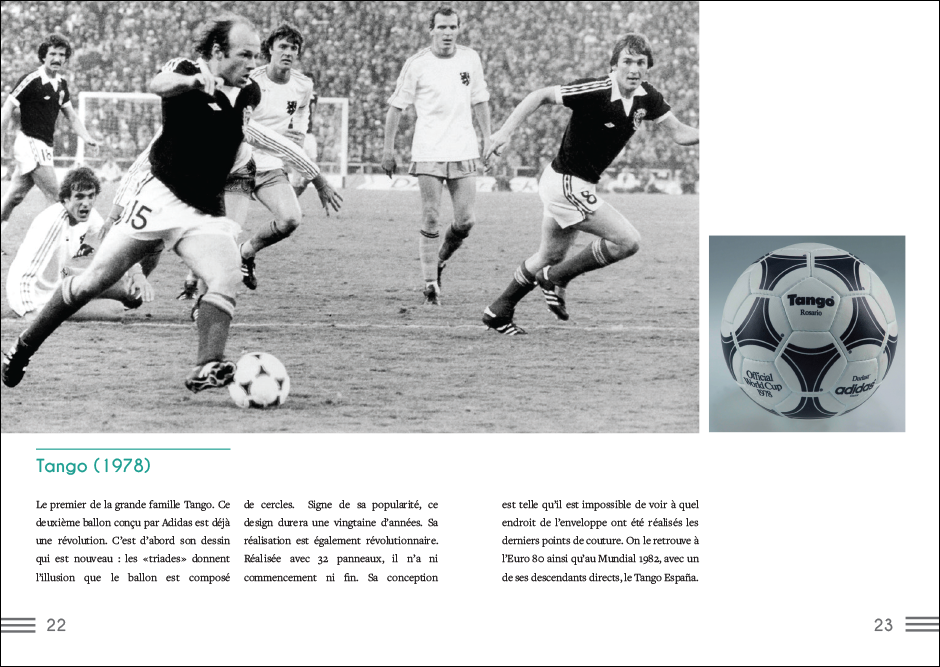 18
15
8
Tango
Rosario
Official
World Cup
1978
Durlast
adidas
Tango (1978)
Le premier de la grande famille Tango. Ce
deuxième ballon conçu par Adidas est déjà
une révolution. C’est d’abord son dessin
qui est nouveau : les «triades» donnent
l’illusion que le ballon est composé
de cercles. Signe de sa popularité, ce
design durera une vingtaine d’années. Sa
réalisation est également révolutionnaire.
Réalisée avec 32 panneaux, il n’a ni
commencement ni fin. Sa conception
est telle qu’il est impossible de voir à quel
endroit de l’enveloppe ont été réalisés les
derniers points de couture. On le retrouve à
l’Euro 80 ainsi qu’au Mundial 1982, avec un
de ses descendants directs, le Tango España.
22
23